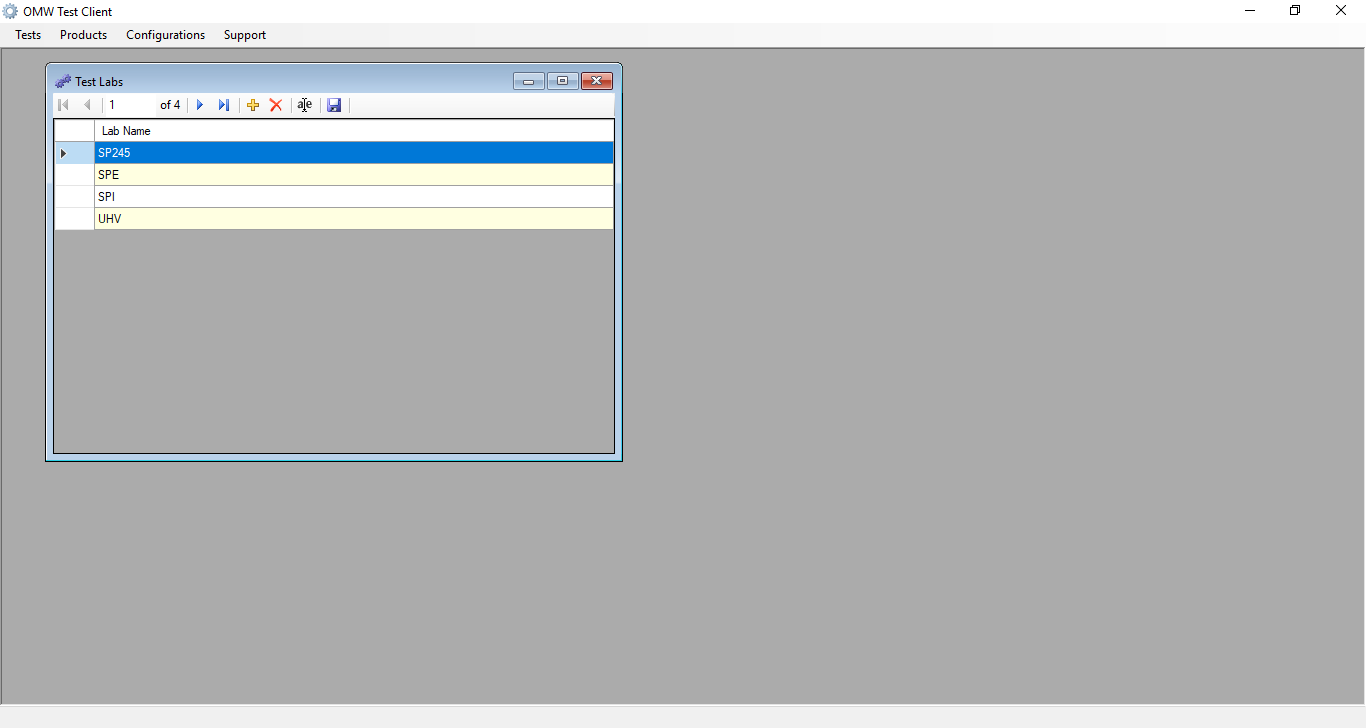 OMW Test Client
Tests Products Configurations Support
Test Labs
1 of 4 a|e
Lab Name
SP245
SPE
SPI
UHV